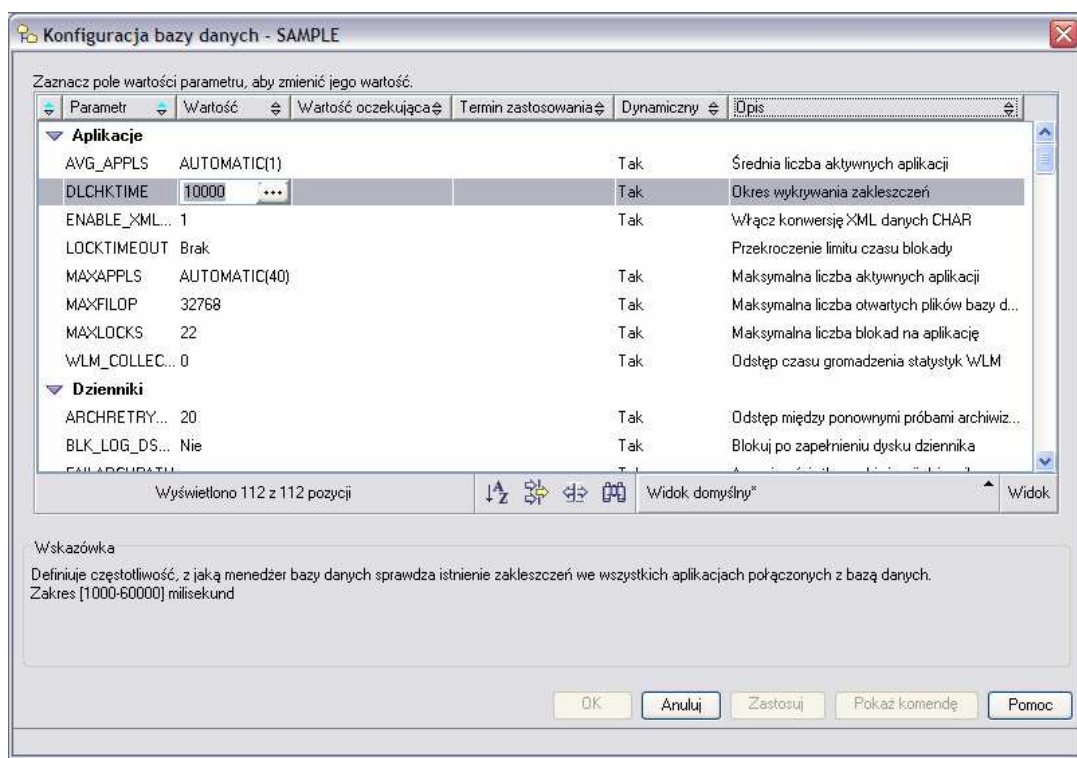 Konfiguracja bazy danych - SAMPLE
Zaznacz pole wartości parametru, aby zmienić jego wartość.
Parametr Wartość Wartość oczekująca Termin zastosowania Dynamiczny Opis
Aplikacje
AVG_APPLS AUTOMATIC(1) Tak Średnia liczba aktywnych aplikacji
DLCHKTIME 10000 ... Tak Okres wykrywania zakleszczeń
ENABLE_XML... 1 Tak Włącz konwersję XML danych CHAR
LOCKTIMEOUT Brak Przekroczenie limitu czasu blokady
MAXAPPLS AUTOMATIC(40) Tak Maksymalna liczba aktywnych aplikacji
MAXFILOP 32768 Tak Maksymalna liczba otwartych plików bazy d...
MAXLOCKS 22 Tak Maksymalna liczba blokad na aplikację
WLM_COLLEC... 0 Tak Odstęp czasu gromadzenia statystyk WLM
Dzienniki
ARCHRETRY... 20 Tak Odstęp między ponownymi próbami archiwiz...
BLK_LOG_DS... Nie Tak Blokuj po zapełnieniu dysku dziennika
Wyświetlono 112 z 112 pozycji Widok domyślny* Widok
Wskazówka
Definiuje częstotliwość, z jaką menedżer bazy danych sprawdza istnienie zakleszczeń we wszystkich aplikacjach połączonych z bazą danych.
Zakres [1000-60000] milisekund
OK Anuluj Zastosuj Pokaż komendę Pomoc